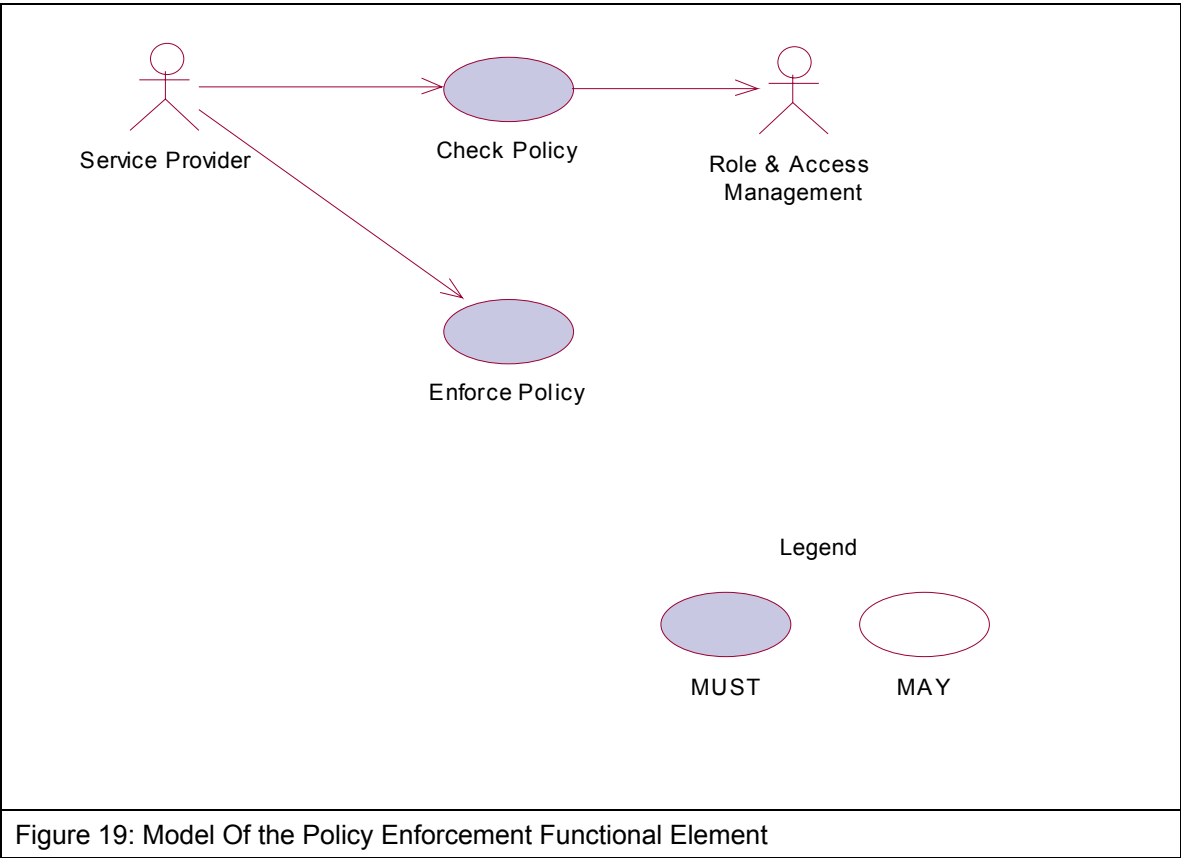 Service Provider
Check Policy
Role & Access
Management
Enforce Policy
Legend
MUST
MAY
Figure 19: Model Of the Policy Enforcement Functional Element